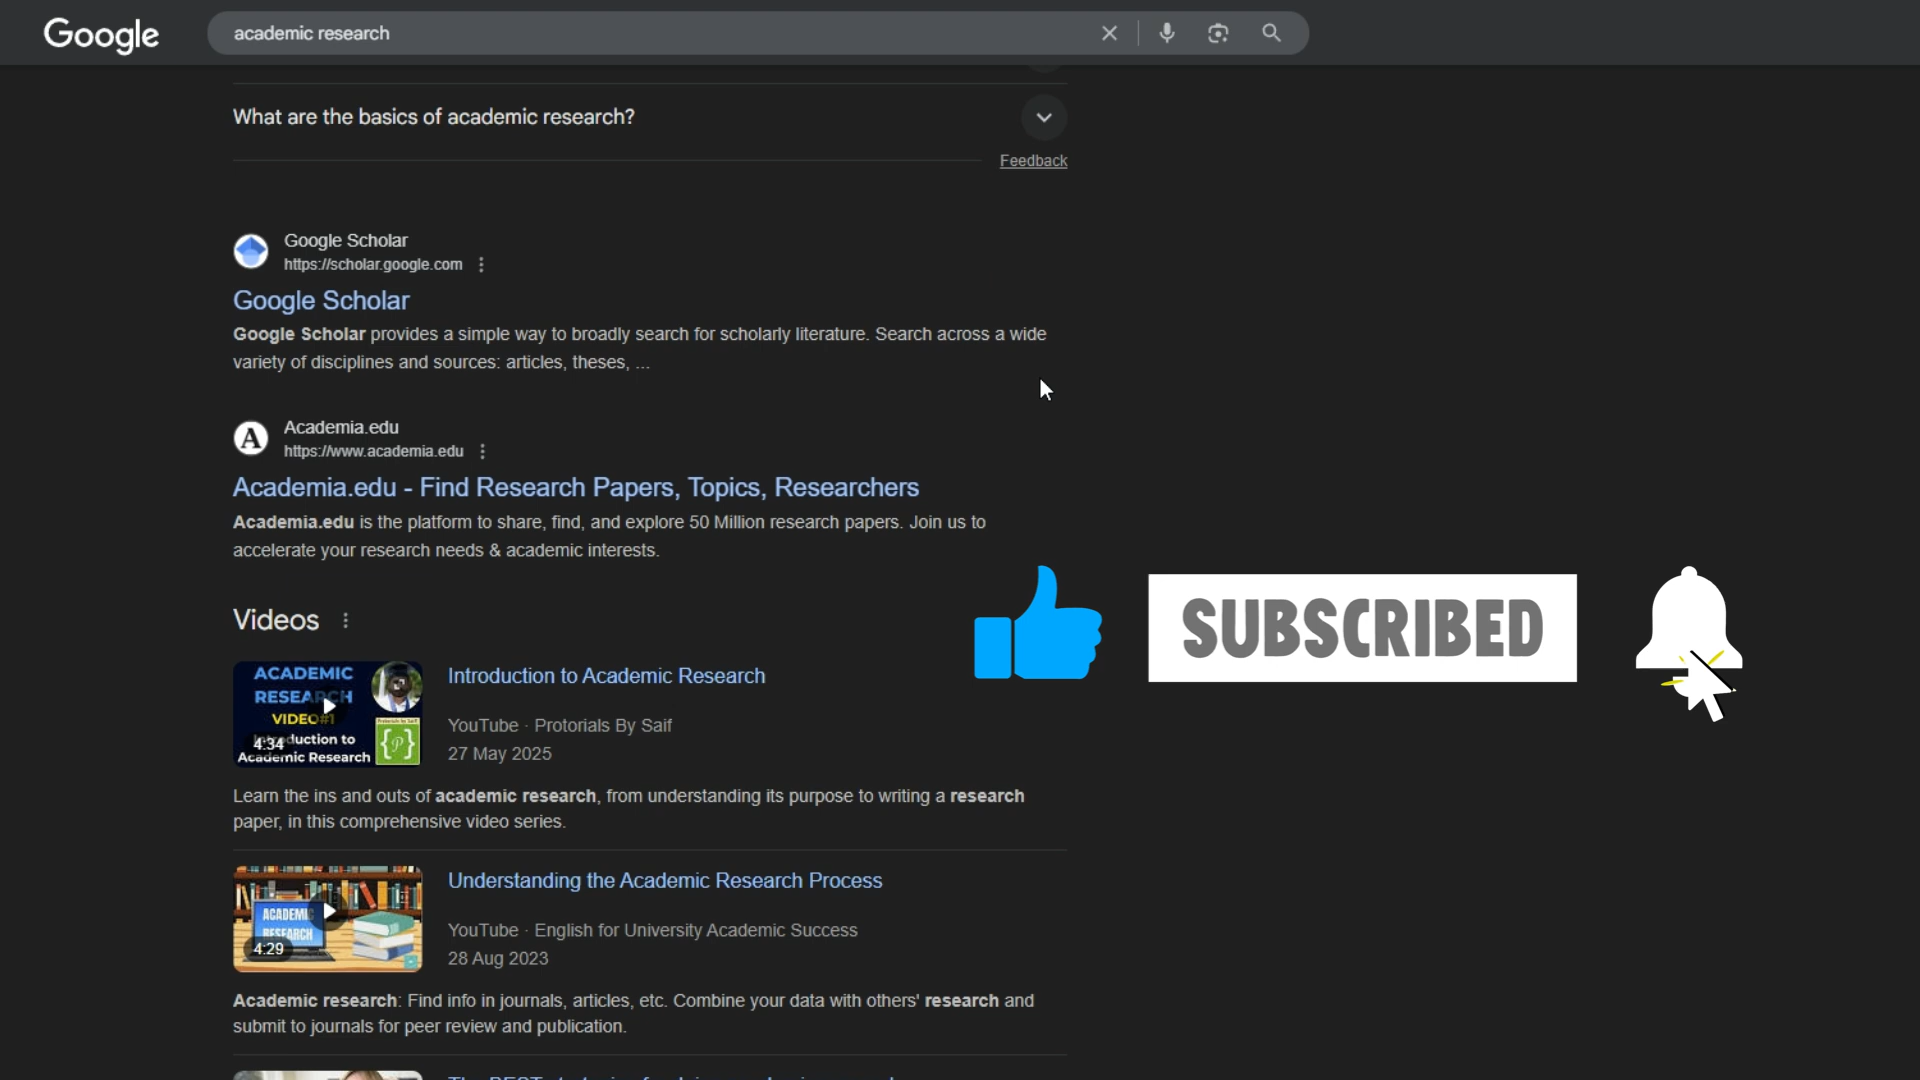 Google
academic research
What are the basics of academic research?
Feedback
Google Scholar
https://scholar.google.com
Google Scholar
Google Scholar provides a simple way to broadly search for scholarly literature. Search across a wide
variety of disciplines and sources: articles, theses, ...
A
Academia.edu
https://www.academia.edu
Academia.edu - Find Research Papers, Topics, Researchers
Academia.edu is the platform to share, find, and explore 50 Million research papers. Join us to
accelerate your research needs & academic interests.
SUBSCRIBED
Videos
ACADEMIC
RESEARCH
VIDEO#1
4:34
Academic Research
Introduction to Academic Research
YouTube · Protorials By Saif
27 May 2025
Learn the ins and outs of academic research, from understanding its purpose to writing a research
paper, in this comprehensive video series.
ACADEMIC
RESEARCH
4:29
Understanding the Academic Research Process
YouTube · English for University Academic Success
28 Aug 2023
Academic research: Find info in journals, articles, etc. Combine your data with others' research and
submit to journals for peer review and publication.